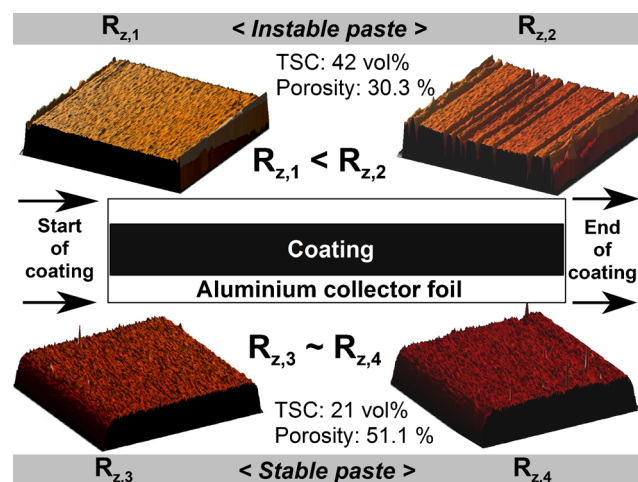 R_z,1 < Instable paste > R_z,2
TSC: 42 vol%
Porosity: 30.3 %
R_z,1 < R_z,2
Start
of
coating
Coating
Aluminium collector foil
End
of
coating
R_z,3 ~ R_z,4
TSC: 21 vol%
Porosity: 51.1 %
R_z,3 < Stable paste > R_z,4